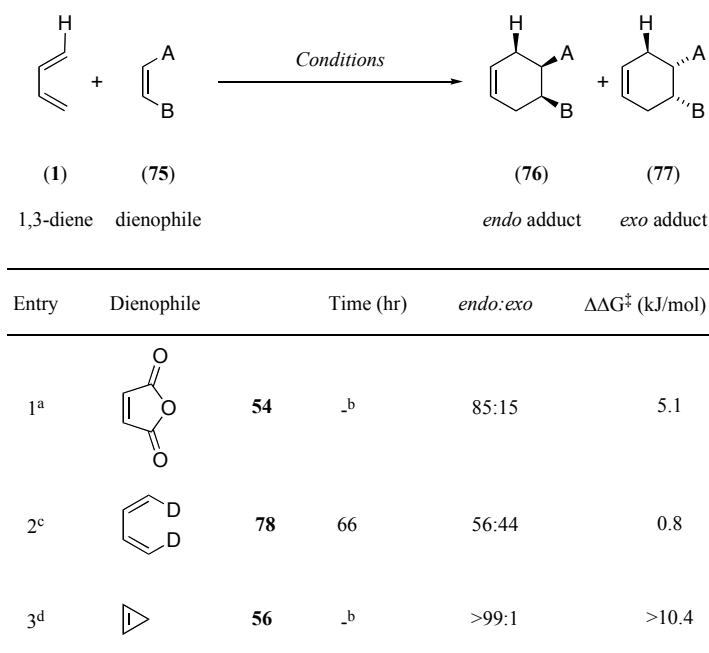 H
A
B
+
Conditions
H
A
B
+
H
A
B
(1) (75) (76) (77)
1,3-diene dienophile endo adduct exo adduct
Entry Dienophile Time (hr) endo:exo ΔΔG‡ (kJ/mol)
O
O
O
1a 54 -b 85:15 5.1
D
D
2c 78 66 56:44 0.8
3d 56 -b >99:1 >10.4